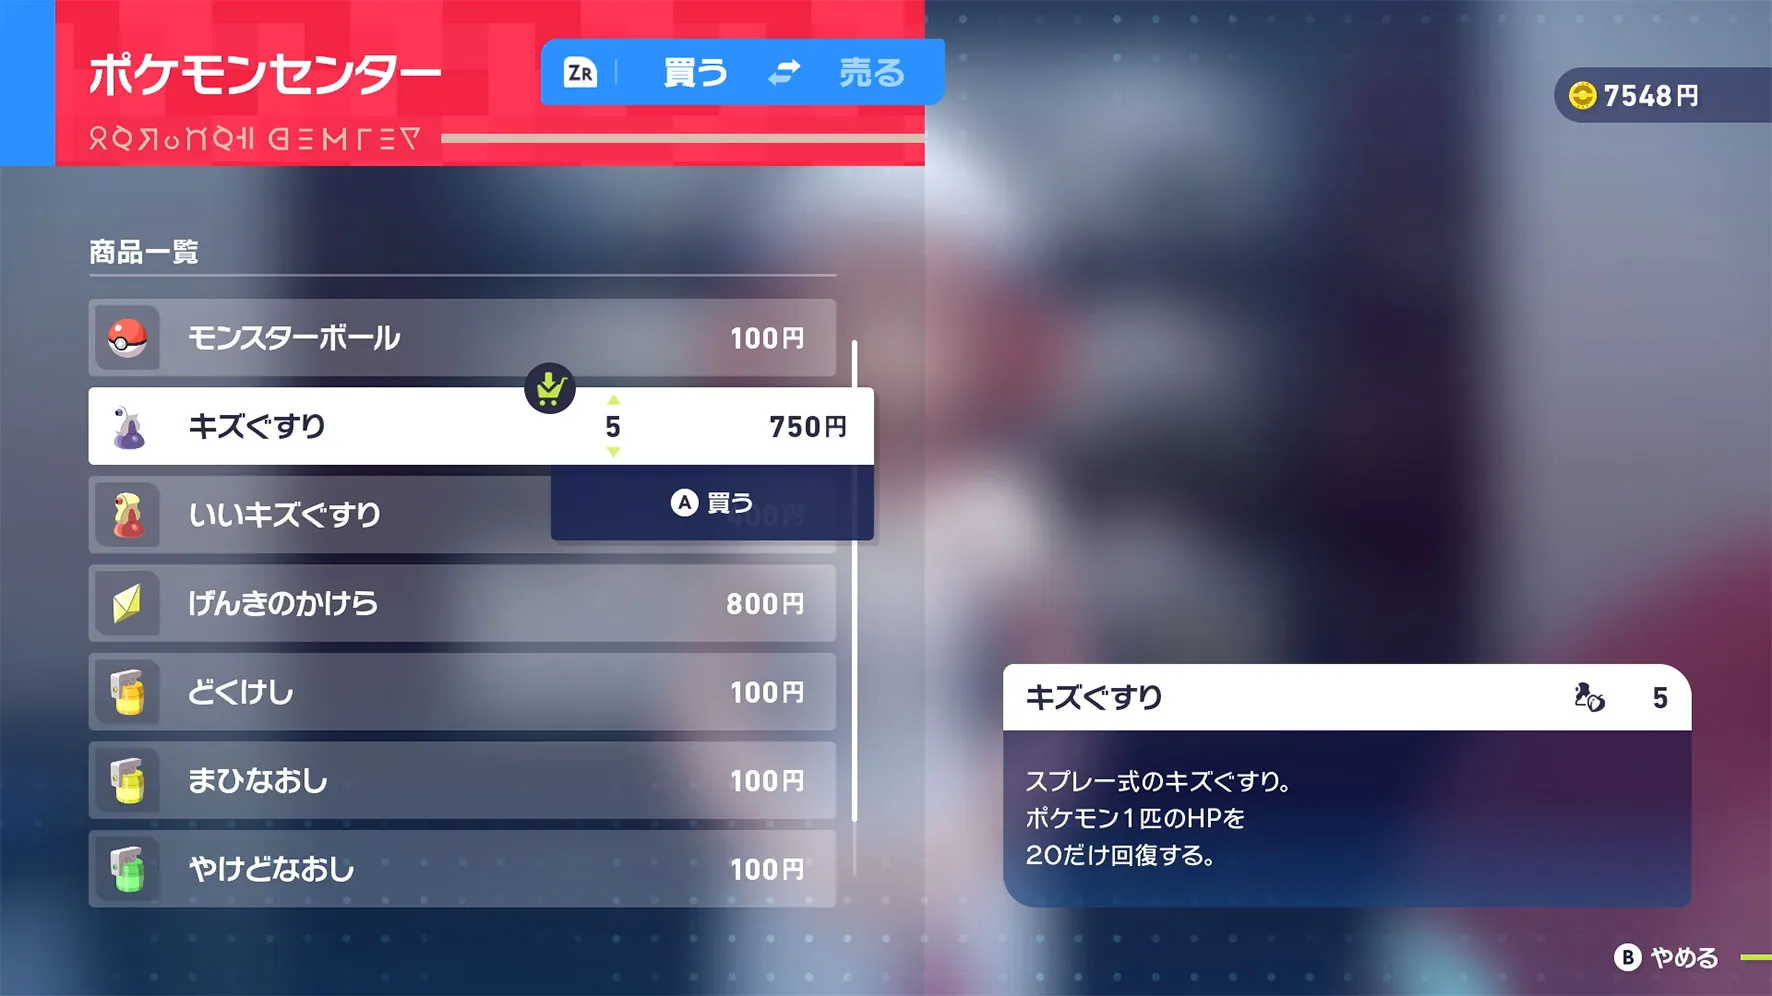 ポケモンセンター
ZR 買う 売る
7548円
商品一覧
モンスターボール 100円
キズぐすり 5 750円
いいキズぐすり
A 買う
げんきのかけら 800円
どくけし 100円
まひなおし 100円
やけどなおし 100円
キズぐすり 5
スプレー式のキズぐすり。
ポケモン1匹のHPを
20だけ回復する。
B やめる